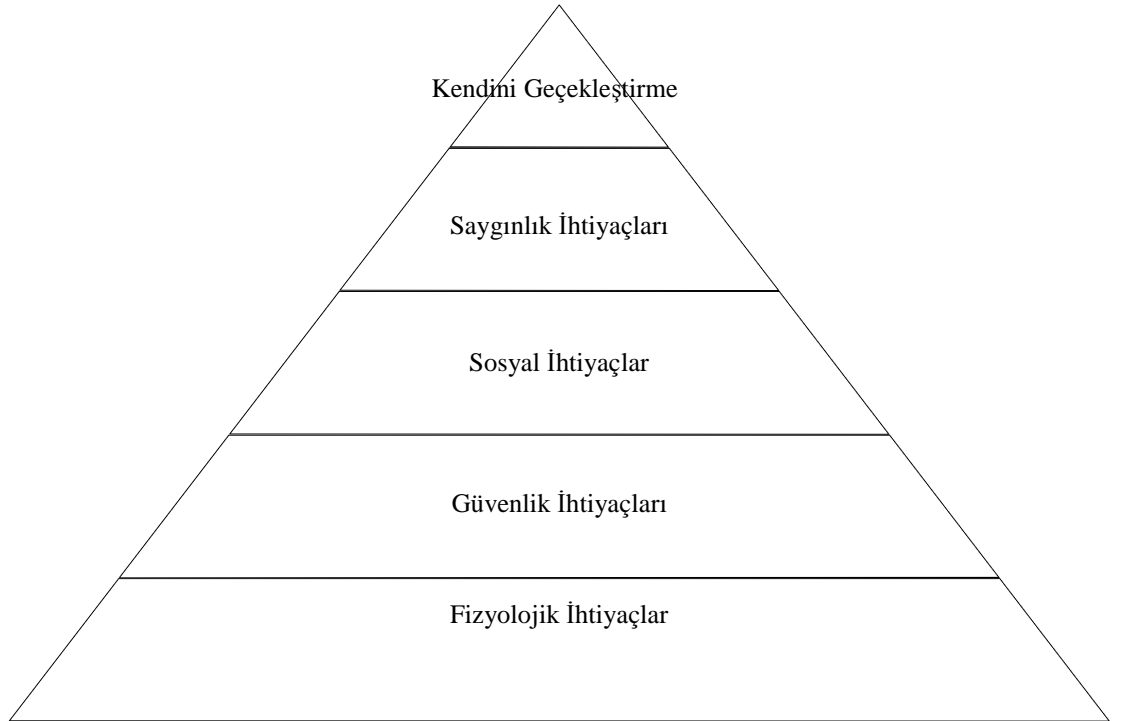 Kendini Geçekleştirme
Saygınlık İhtiyaçları
Sosyal İhtiyaçlar
Güvenlik İhtiyaçları
Fizyolojik İhtiyaçlar